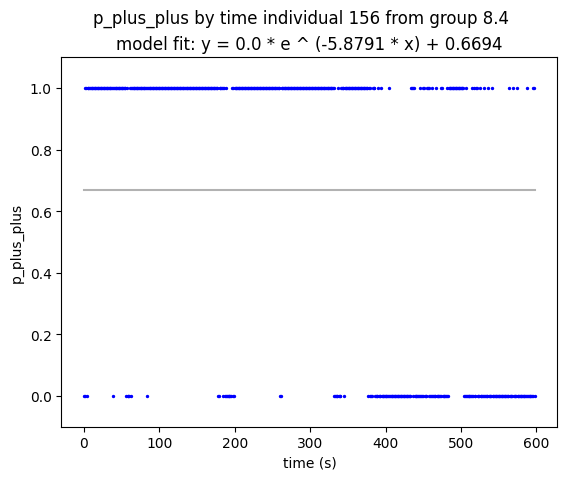 p_plus_plus by time individual 156 from group 8.4
model fit: y = 0.0 * e ^ (-5.8791 * x) + 0.6694
1.0
0.8
0.6
0.4
0.2
0.0
p_plus_plus
0 100 200 300 400 500 600
time (s)